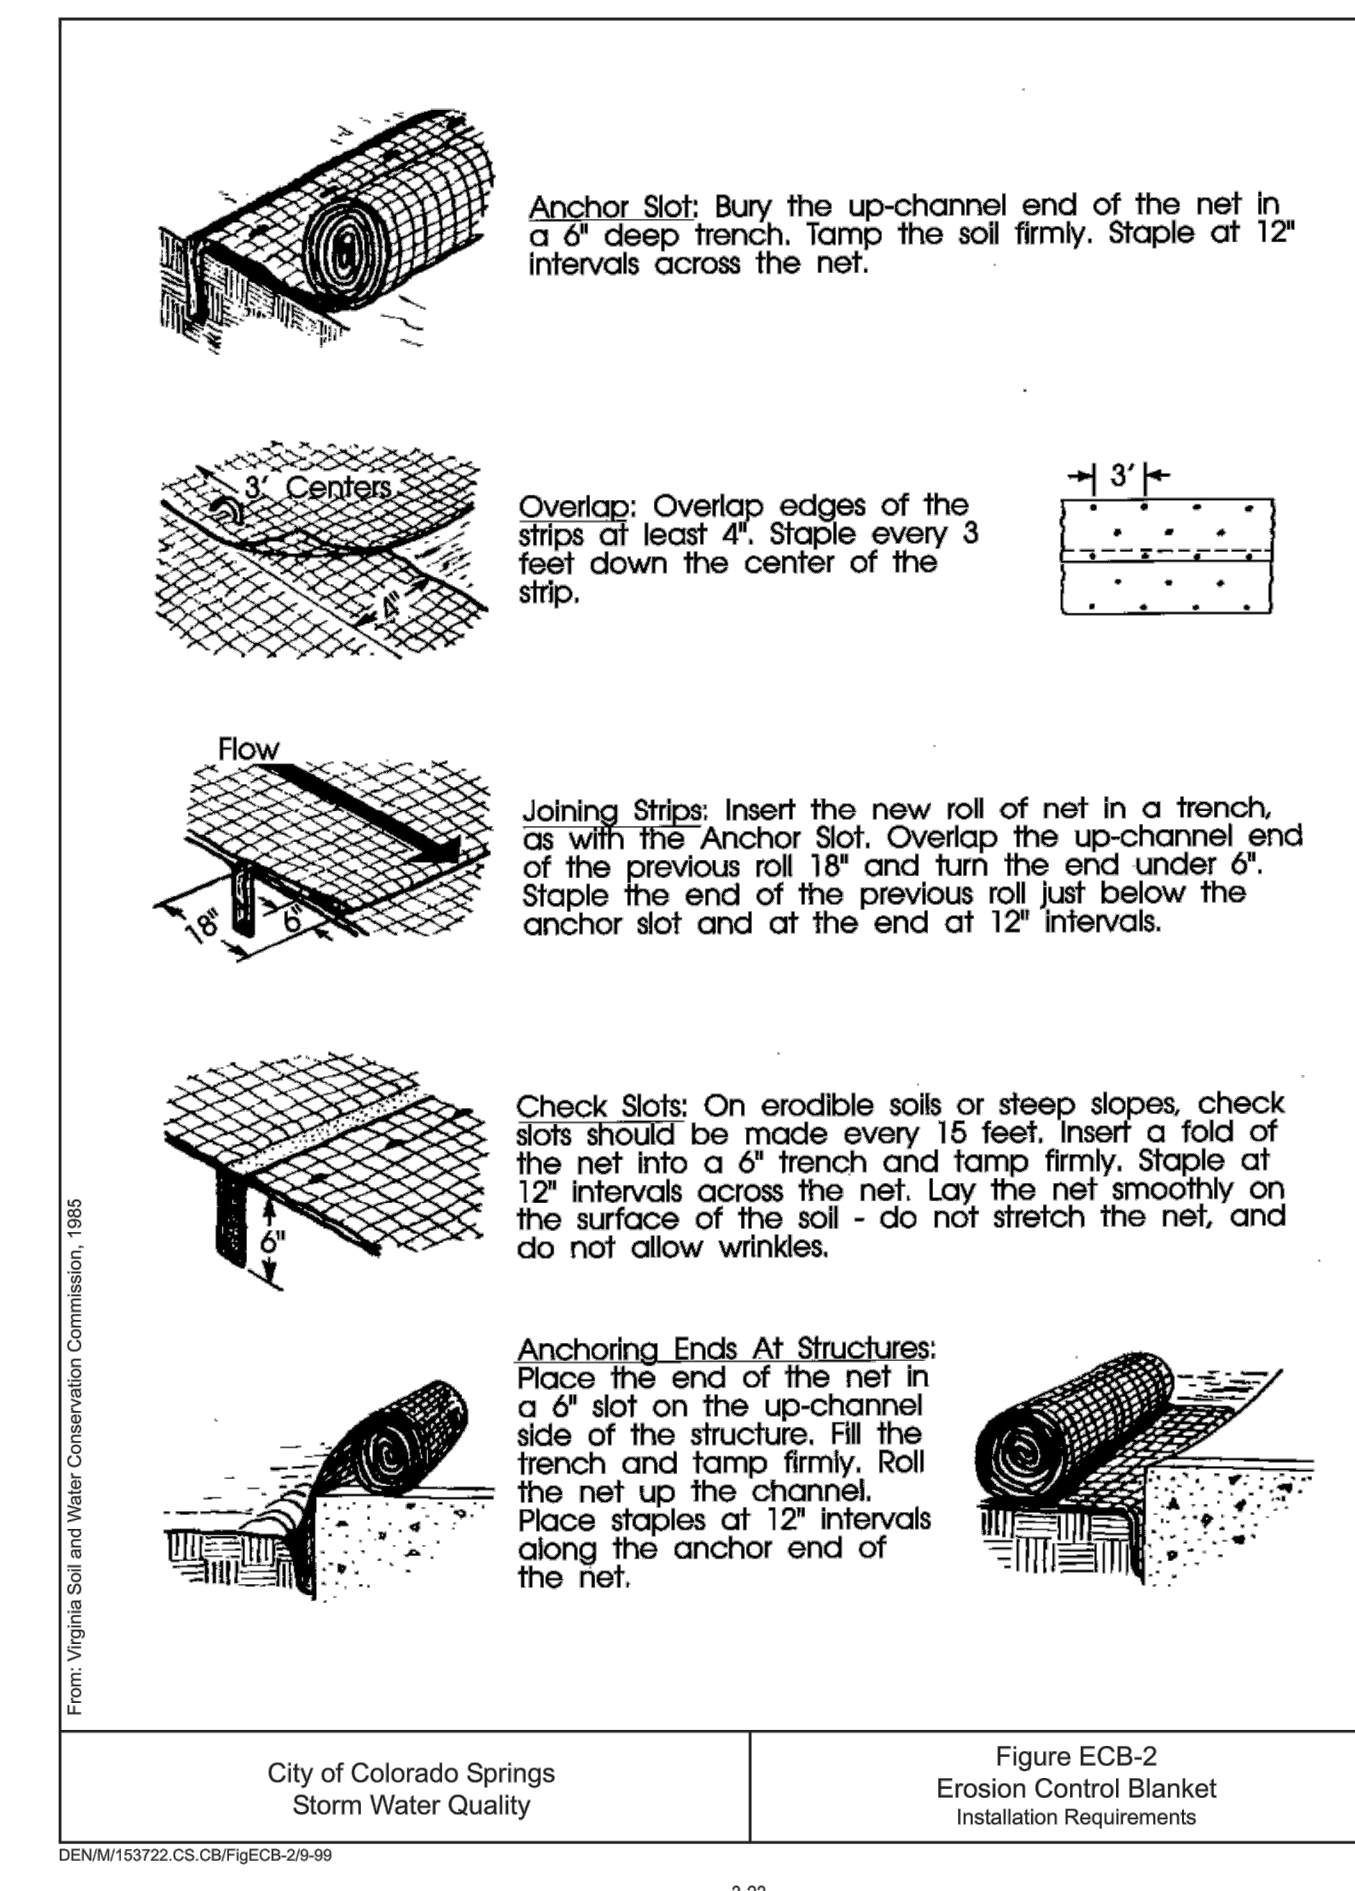 Anchor Slot: Bury the up-channel end of the net in
a 6" deep trench. Tamp the soil firmly. Staple at 12"
intervals across the net.
3' Centers
4"
Overlap: Overlap edges of the
strips at least 4". Staple every 3
feet down the center of the
strip.
3'
Flow
18"
6"
Joining Strips: Insert the new roll of net in a trench,
as with the Anchor Slot. Overlap the up-channel end
of the previous roll 18" and turn the end under 6".
Staple the end of the previous roll just below the
anchor slot and at the end at 12" intervals.
6"
Check Slots: On erodible soils or steep slopes, check
slots should be made every 15 feet. Insert a fold of
the net into a 6" trench and tamp firmly. Staple at
12" intervals across the net. Lay the net smoothly on
the surface of the soil - do not stretch the net, and
do not allow wrinkles.
Anchoring Ends At Structures:
Place the end of the net in
a 6" slot on the up-channel
side of the structure. Fill the
trench and tamp firmly. Roll
the net up the channel.
Place staples at 12" intervals
along the anchor end of
the net.
From: Virginia Soil and Water Conservation Commission, 1985
City of Colorado Springs
Storm Water Quality
Figure ECB-2
Erosion Control Blanket
Installation Requirements
DEN/M/153722.CS.CB/FigECB-2/9-99